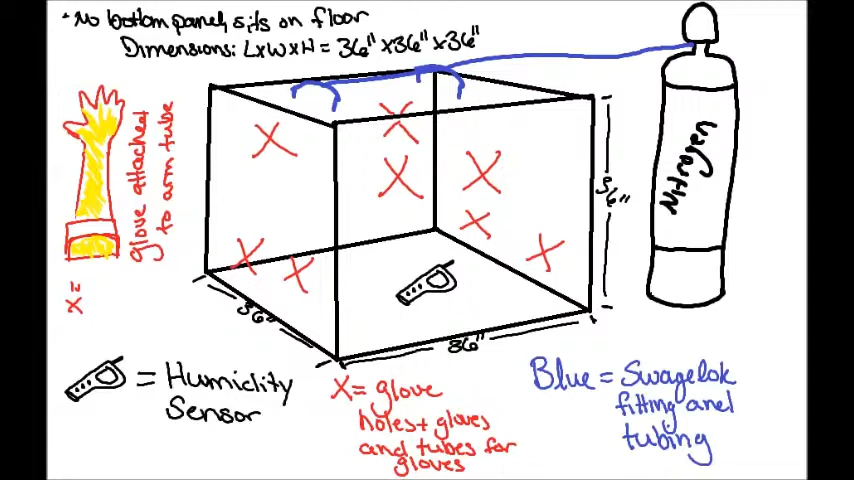 · No bottom panel, sits on floor
Dimensions: LxWxH = 36" x36" x36"
glove attached
to arm tube
X =
Nitrogen
36"
36"
36"
= Humidity
Sensor
X = glove
holes + gloves
and tubes for
gloves
Blue = Swagelok
fitting and
tubing